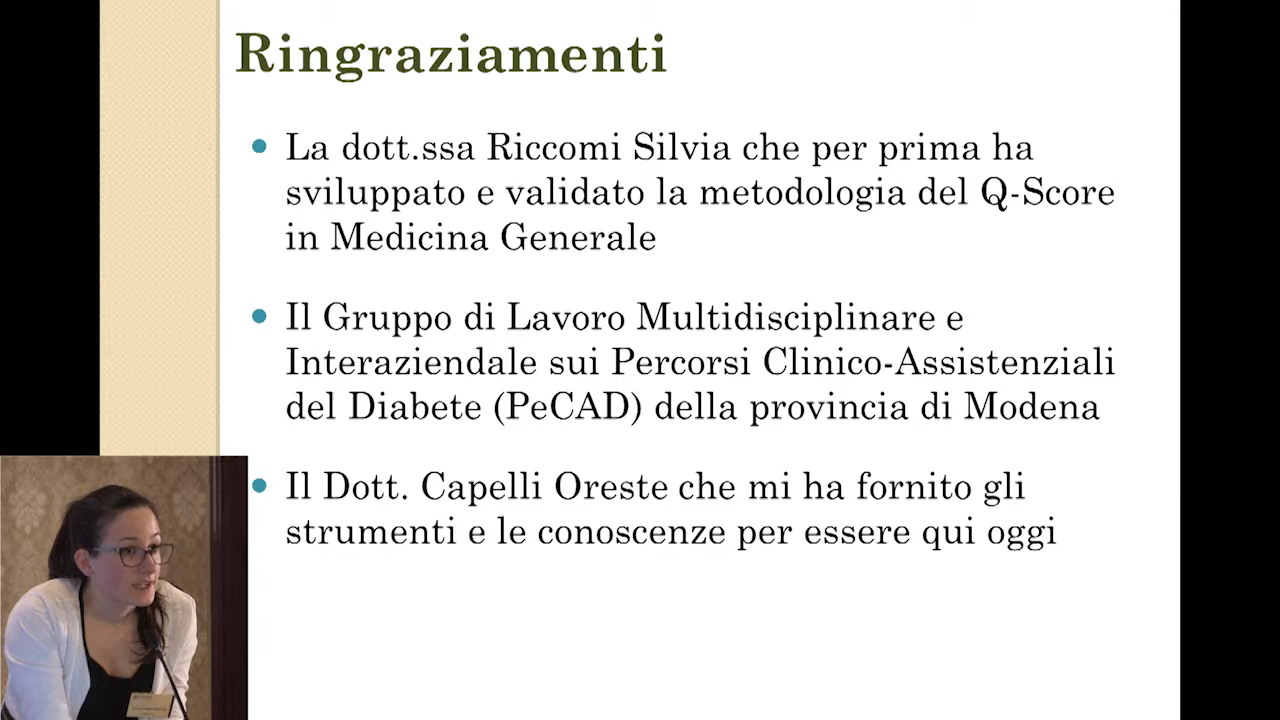 Ringraziamenti
La dott.ssa Riccomi Silvia che per prima ha
sviluppato e validato la metodologia del Q-Score
in Medicina Generale
Il Gruppo di Lavoro Multidisciplinare e
Interaziendale sui Percorsi Clinico-Assistenziali
del Diabete (PeCAD) della provincia di Modena
Il Dott. Capelli Oreste che mi ha fornito gli
strumenti e le conoscenze per essere qui oggi